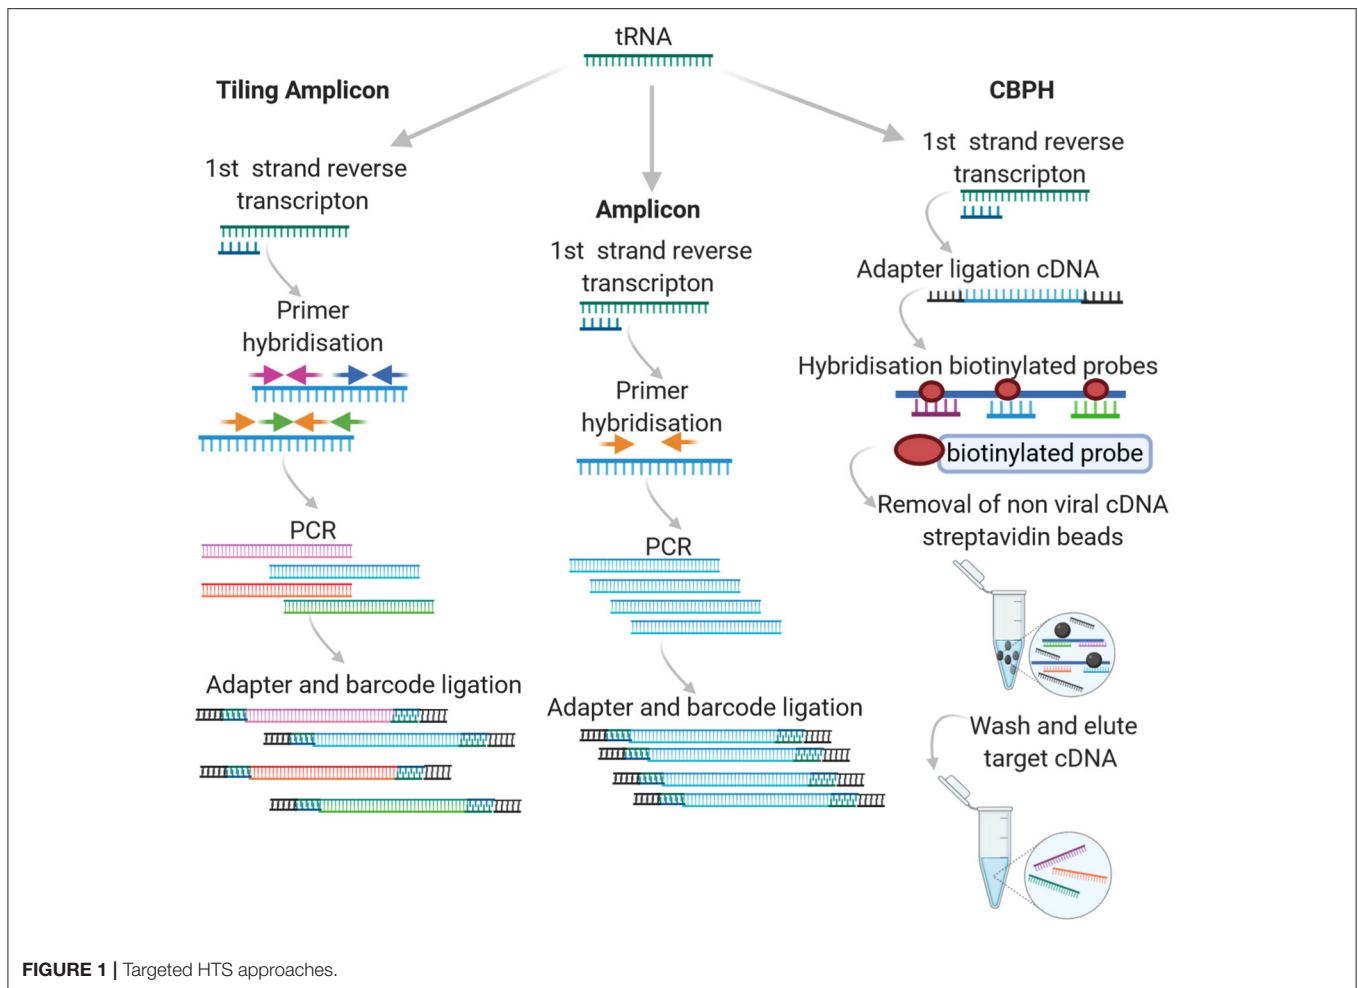 tRNA
Tiling Amplicon
1st strand reverse
transcripton
Primer
hybridisation
PCR
Adapter and barcode ligation
Amplicon
1st strand reverse
transcripton
Primer
hybridisation
PCR
Adapter and barcode ligation
CBPH
1st strand reverse
transcripton
Adapter ligation cDNA
Hybridisation biotinylated probes
biotinylated probe
Removal of non viral cDNA
streptavidin beads
Wash and elute
target cDNA
FIGURE 1 | Targeted HTS approaches.